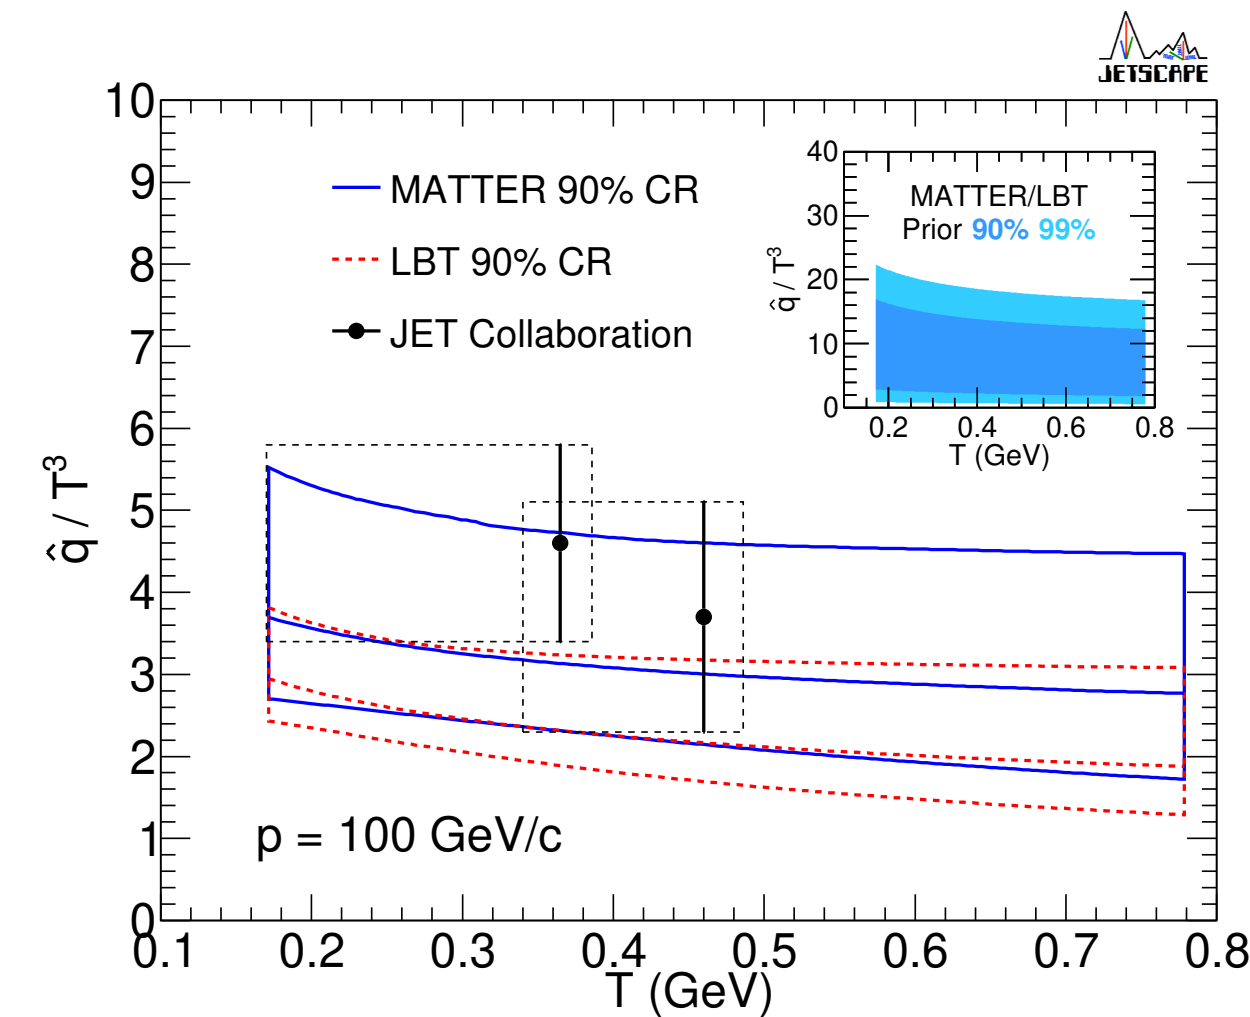 JETSCAPE
10
9
8
7
6
5
4
3
2
1
0
q̂ / T³
MATTER 90% CR
LBT 90% CR
JET Collaboration
40
30
20
10
0
q̂ / T³
MATTER/LBT
Prior 90% 99%
0.2 0.4 0.6 0.8
T (GeV)
p = 100 GeV/c
0.1 0.2 0.3 0.4 0.5 0.6 0.7 0.8
T (GeV)